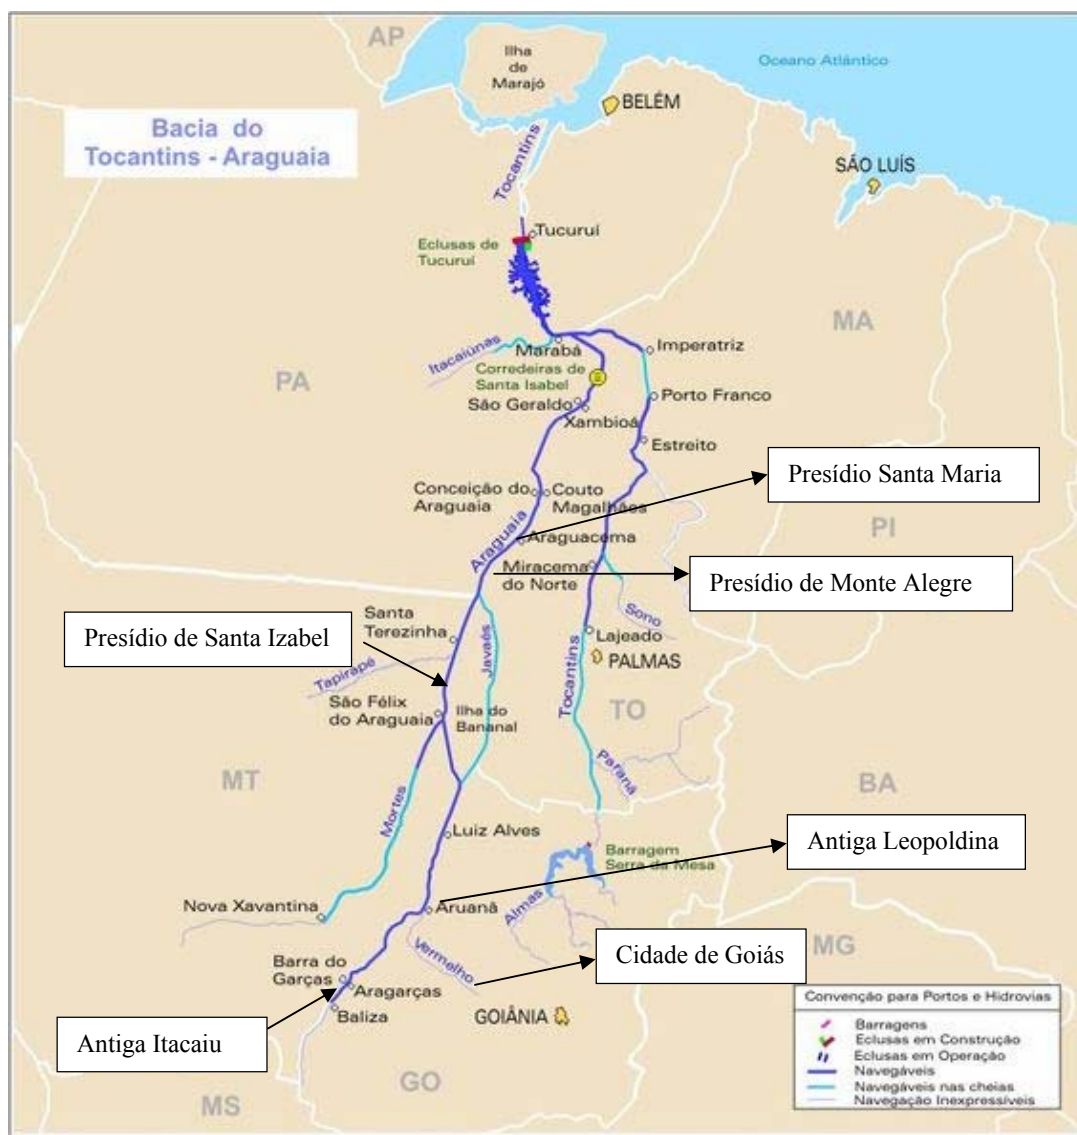 AP
Ilha
de
Marajó
Oceano Atlântico
BELÉM
Bacia do
Tocantins - Araguaia
Tocantins
SÁO LUÍS
Tucuruí
Eclusas de
Tucuruí
MA
Itacaiúnas
Marabá
Imperatriz
PA
Corredeiras de
Santa Isabel
São Geraldo
Xambioá
Porto Franco
Estreito
Presídio Santa Maria
Conceição do
Araguaia
Couto
Magalhães
Araguaia
Araguacema
PI
Miracema
do Norte
Presídio de Monte Alegre
Santa
Terezinha
Presídio de Santa Izabel
Sono
Lajeado
PALMAS
Javaés
Tapirapé
Tocantins
São Félix
do Araguaia
Ilha do
Bananal
TO
MT
Paraná
BA
Mortes
Luiz Alves
Antiga Leopoldina
Barragem
Serra da Mesa
Nova Xavantina
Aruanã
Almas
Vermelho
Cidade de Goiás
MG
Barra do
Garças
Aragarças
Baliza
GOIÂNIA
Antiga Itacaiu
GO
MS
Convenção para Portos e Hidrovias
Barragens
Eclusas em Construção
Eclusas em Operação
Navegáveis
Navegáveis nas cheias
Navegação Inexpressíveis